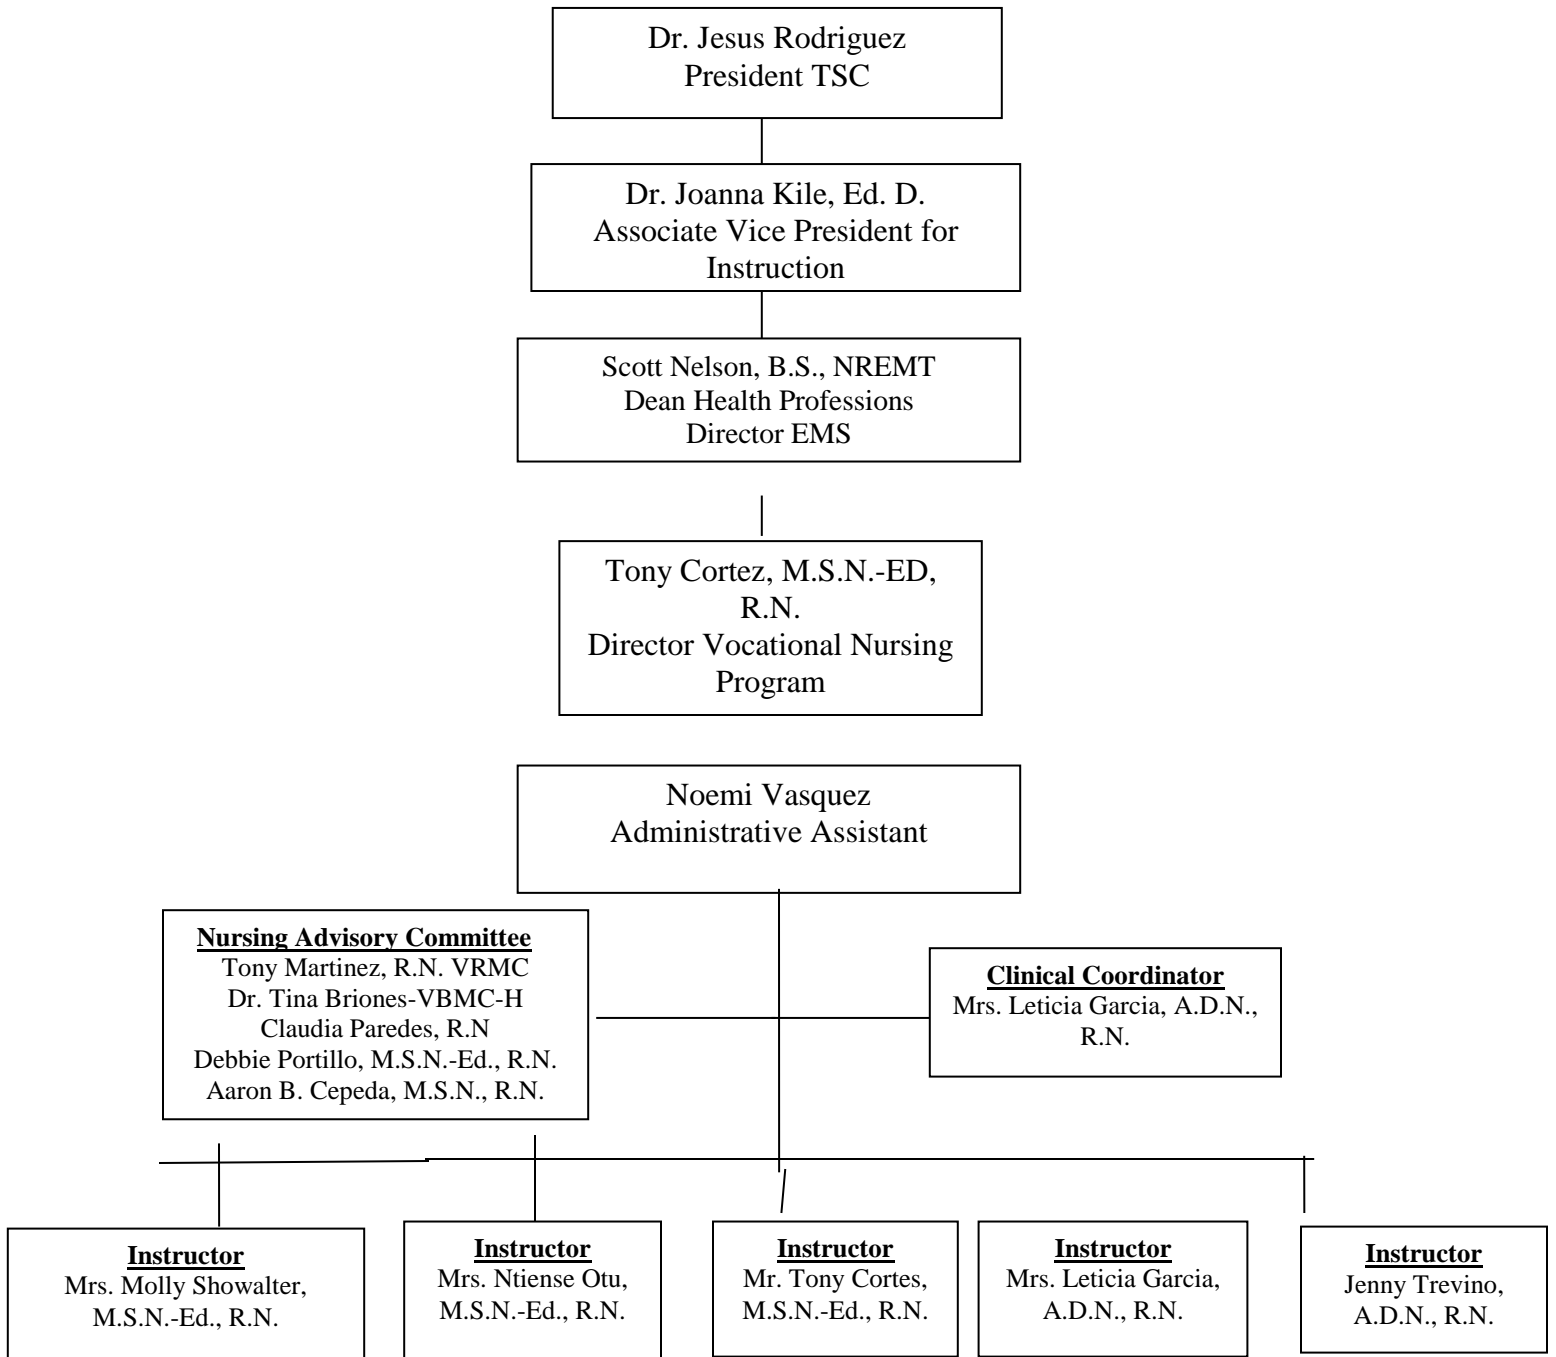 Dr. Jesus Rodriguez
President TSC
Dr. Joanna Kile, Ed. D.
Associate Vice President for
Instruction
Scott Nelson, B.S., NREMT
Dean Health Professions
Director EMS
Tony Cortez, M.S.N.-ED,
R.N.
Director Vocational Nursing
Program
Noemi Vasquez
Administrative Assistant
Nursing Advisory Committee
Tony Martinez, R.N. VRMC
Dr. Tina Briones-VBMC-H
Claudia Paredes, R.N
Debbie Portillo, M.S.N.-Ed., R.N.
Aaron B. Cepeda, M.S.N., R.N.
Clinical Coordinator
Mrs. Leticia Garcia, A.D.N.,
R.N.
Instructor
Mrs. Molly Showalter,
M.S.N.-Ed., R.N.
Instructor
Mrs. Ntiense Otu,
M.S.N.-Ed., R.N.
Instructor
Mr. Tony Cortes,
M.S.N.-Ed., R.N.
Instructor
Mrs. Leticia Garcia,
A.D.N., R.N.
Instructor
Jenny Trevino,
A.D.N., R.N.